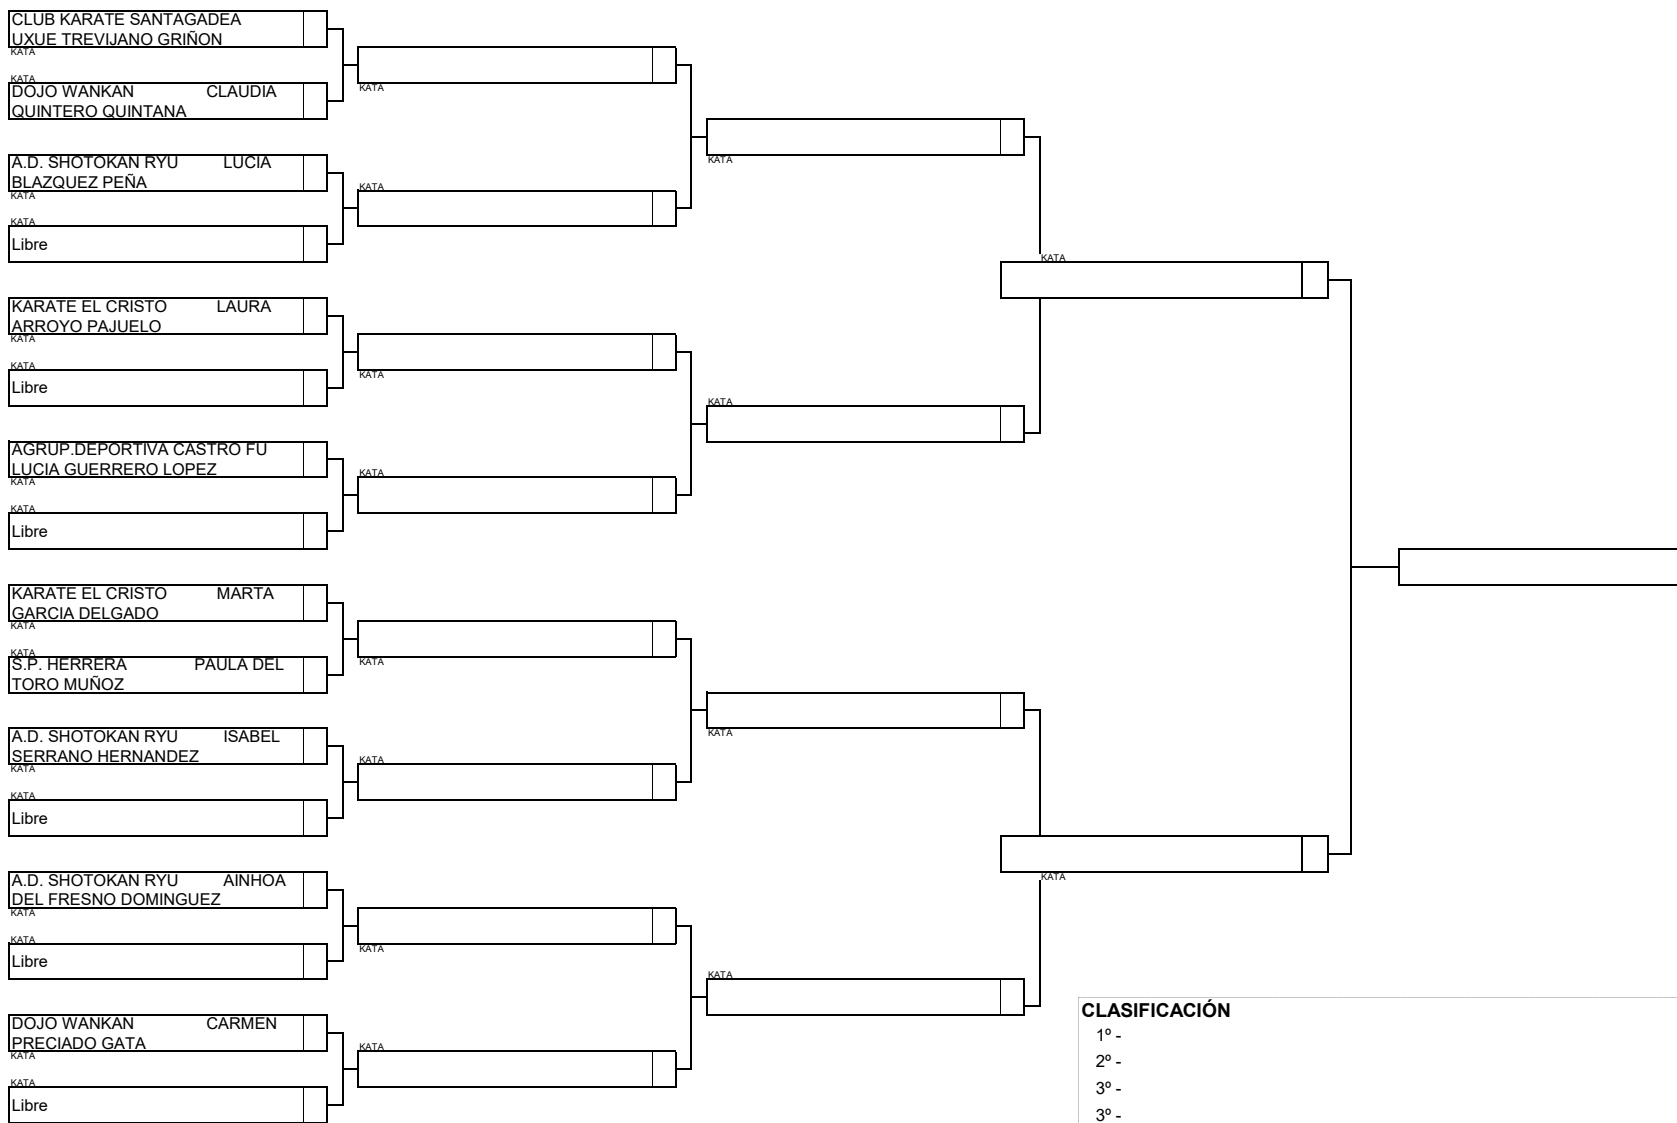 CLUB KARATE SANTAGADEA
UXUE TREVIJANO GRIÑON
KATA
KATA
DOJO WANKAN CLAUDIA
QUINTERO QUINTANA
KATA
A.D. SHOTOKAN RYU LUCIA
BLAZQUEZ PEÑA
KATA
KATA
Libre
KATA
KATA
KARATE EL CRISTO LAURA
ARROYO PAJUELO
KATA
KATA
Libre
KATA
KATA
AGRUP.DEPORTIVA CASTRO FU
LUCIA GUERRERO LOPEZ
KATA
KATA
Libre
KATA
KATA
KARATE EL CRISTO MARTA
GARCIA DELGADO
KATA
KATA
S.P. HERRERA PAULA DEL
TORO MUÑOZ
KATA
A.D. SHOTOKAN RYU ISABEL
SERRANO HERNANDEZ
KATA
KATA
Libre
KATA
KATA
A.D. SHOTOKAN RYU AINHOA
DEL FRESNO DOMINGUEZ
KATA
KATA
Libre
KATA
KATA
KATA
DOJO WANKAN CARMEN
PRECIADO GATA
KATA
KATA
Libre
KATA
CLASIFICACIÓN
1º -
2º -
3º -
3º -